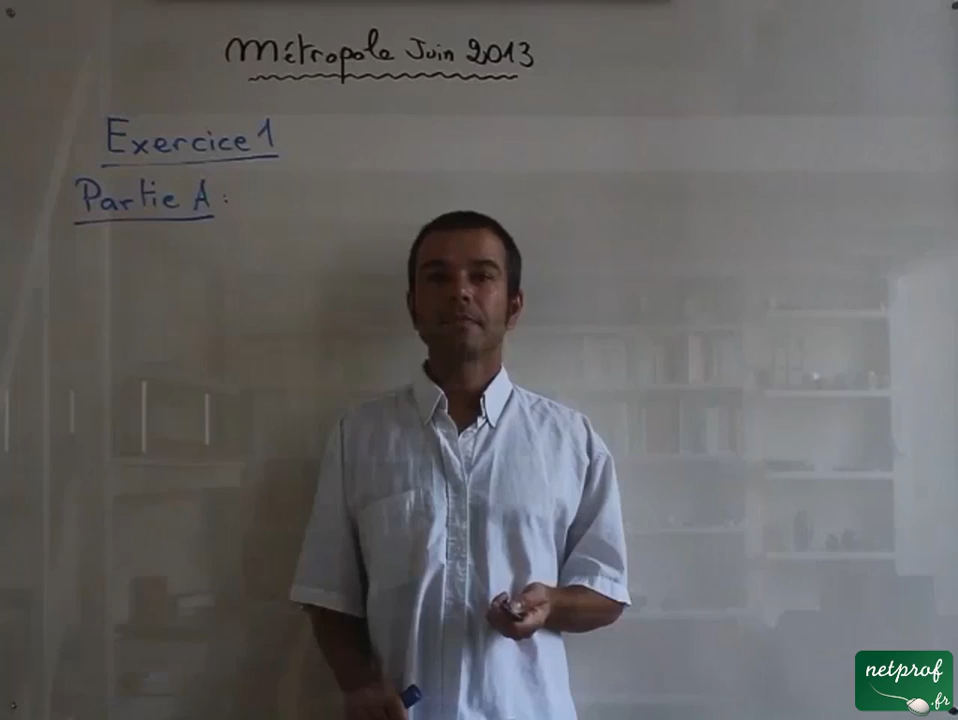 Métropole Juin 2013
Exercice 1
Partie A :
netprof
.fr